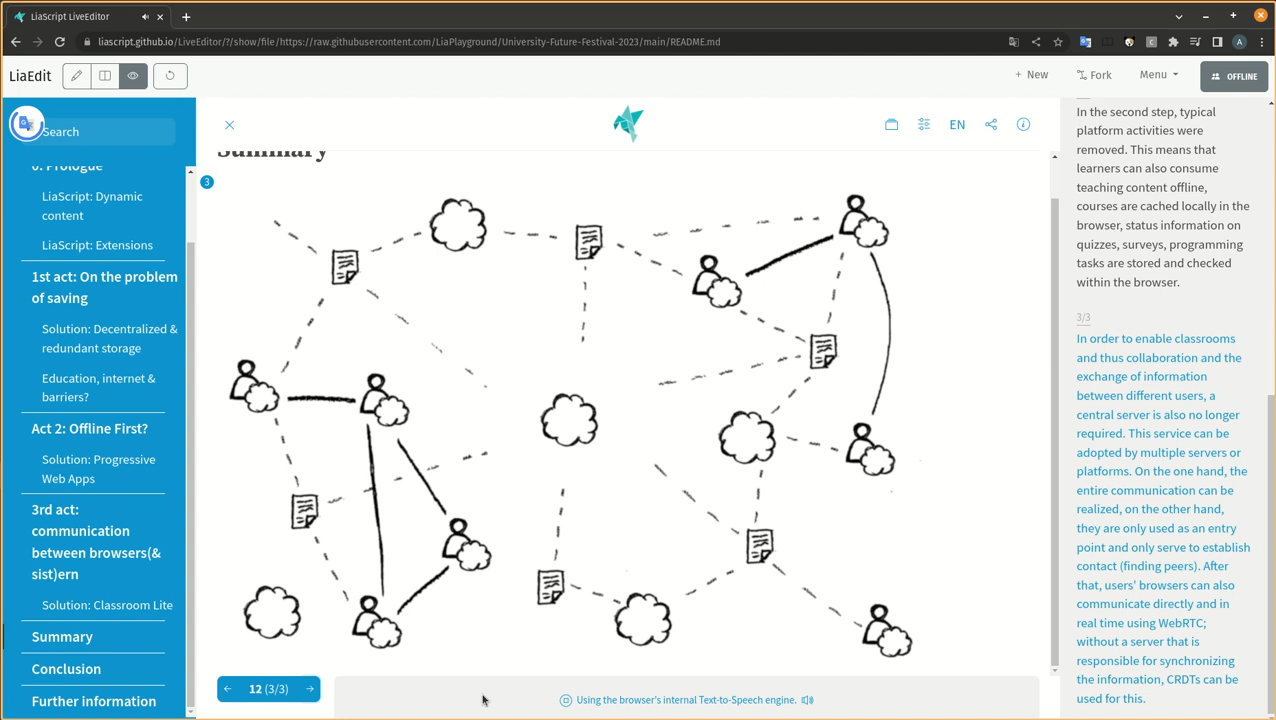 LiaScript LiveEditor
liascript.github.io/LiveEditor/?/show/file/https://raw.githubusercontent.com/LiaPlayground/University-Future-Festival-2023/main/README.md
A
LiaEdit
+ New
Fork
Menu
OFFLINE
Search
0. Prologue
LiaScript: Dynamic
content
LiaScript: Extensions
1st act: On the problem
of saving
Solution: Decentralized &
redundant storage
Education, internet &
barriers?
Act 2: Offline First?
Solution: Progressive
Web Apps
3rd act:
communication
between browsers(&
sist)ern
Solution: Classroom Lite
Summary
Conclusion
Further information
EN
Summary
3
12 (3/3)
Using the browser's internal Text-to-Speech engine.
In the second step, typical
platform activities were
removed. This means that
learners can also consume
teaching content offline,
courses are cached locally in the
browser, status information on
quizzes, surveys, programming
tasks are stored and checked
within the browser.
3/3
In order to enable classrooms
and thus collaboration and the
exchange of information
between different users, a
central server is also no longer
required. This service can be
adopted by multiple servers or
platforms. On the one hand, the
entire communication can be
realized, on the other hand,
they are only used as an entry
point and only serve to establish
contact (finding peers). After
that, users' browsers can also
communicate directly and in
real time using WebRTC;
without a server that is
responsible for synchronizing
the information, CRDTs can be
used for this.